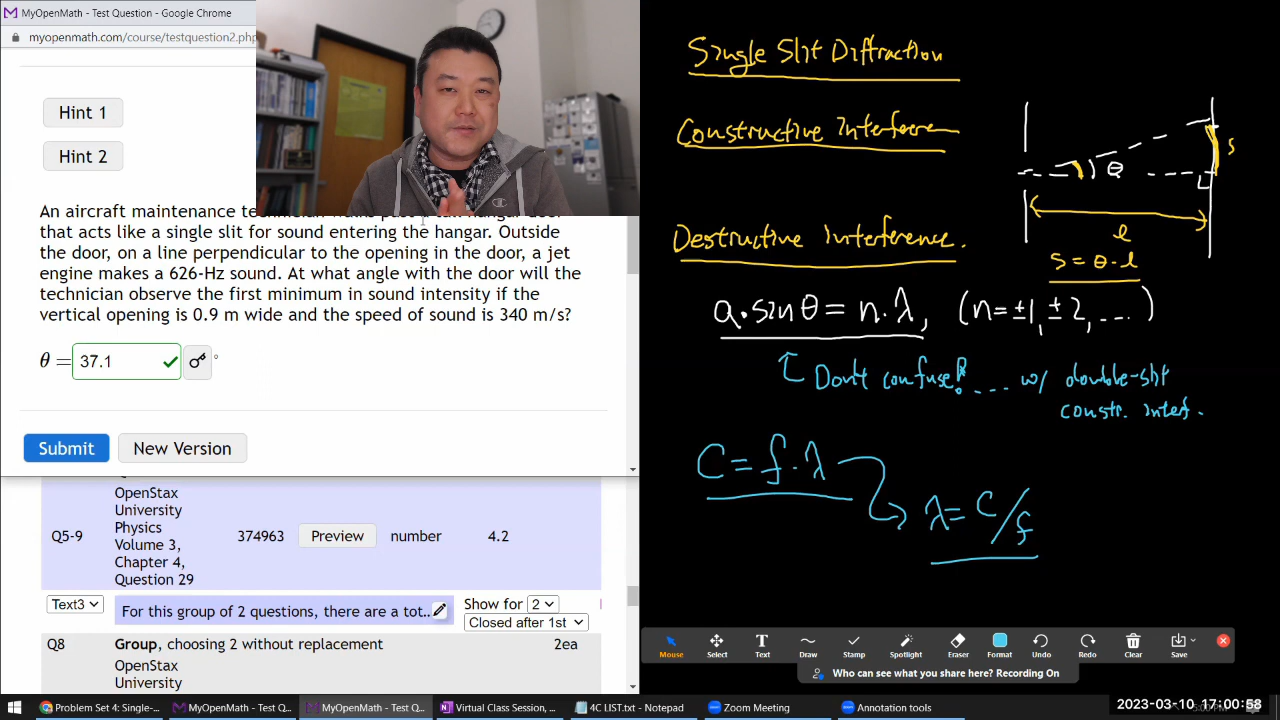 MyOpenMath - Test Question - Google Chrome
myopenmath.com/course/testquestion2.php
Hint 1
Hint 2
An aircraft maintenance technician walks past a tall hangar door
that acts like a single slit for sound entering the hangar. Outside
the door, on a line perpendicular to the opening in the door, a jet
engine makes a 626-Hz sound. At what angle with the door will the
technician observe the first minimum in sound intensity if the
vertical opening is 0.9 m wide and the speed of sound is 340 m/s?
θ = 37.1 °
Submit New Version
OpenStax
University
Physics
Q5-9 Volume 3, 374963 Preview number 4.2
Chapter 4,
Question 29
Text3 For this group of 2 questions, there are a tot.. Show for 2
Closed after 1st
Q8 Group, choosing 2 without replacement 2ea
OpenStax
University
Single Slit Diffraction
Constructive Interferen
θ s
l
s = θ · l
Destructive Interference.
a·sinθ = n·λ, (n=±1, ±2, ....)
Don't confuse! .... w/ double-slit
constr. interf.
C = f·λ
λ = C/f
Mouse Select Text Draw Stamp Spotlight Eraser Format Undo Redo Clear Save
Who can see what you share here? Recording On
Problem Set 4: Single-... MyOpenMath - Test Q... MyOpenMath - Test Q... Virtual Class Session, ... 4C LIST.txt - Notepad Zoom Meeting Annotation tools
2023-03-10 17:00:58